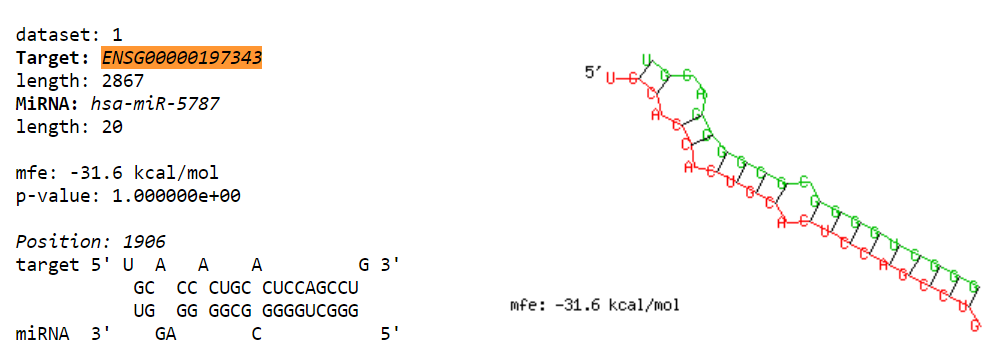 dataset: 1
Target: ENSG00000197343
length: 2867
MiRNA: hsa-miR-5787
length: 20
mfe: -31.6 kcal/mol
p-value: 1.000000e+00
Position: 1906
target 5' U  A   A    A         G 3'
           GC  CC CUGC CUCCAGCCU
           UG  GG GGCG GGGGUCGGG
miRNA  3'    GA       C           5'
5'
mfe: -31.6 kcal/mol